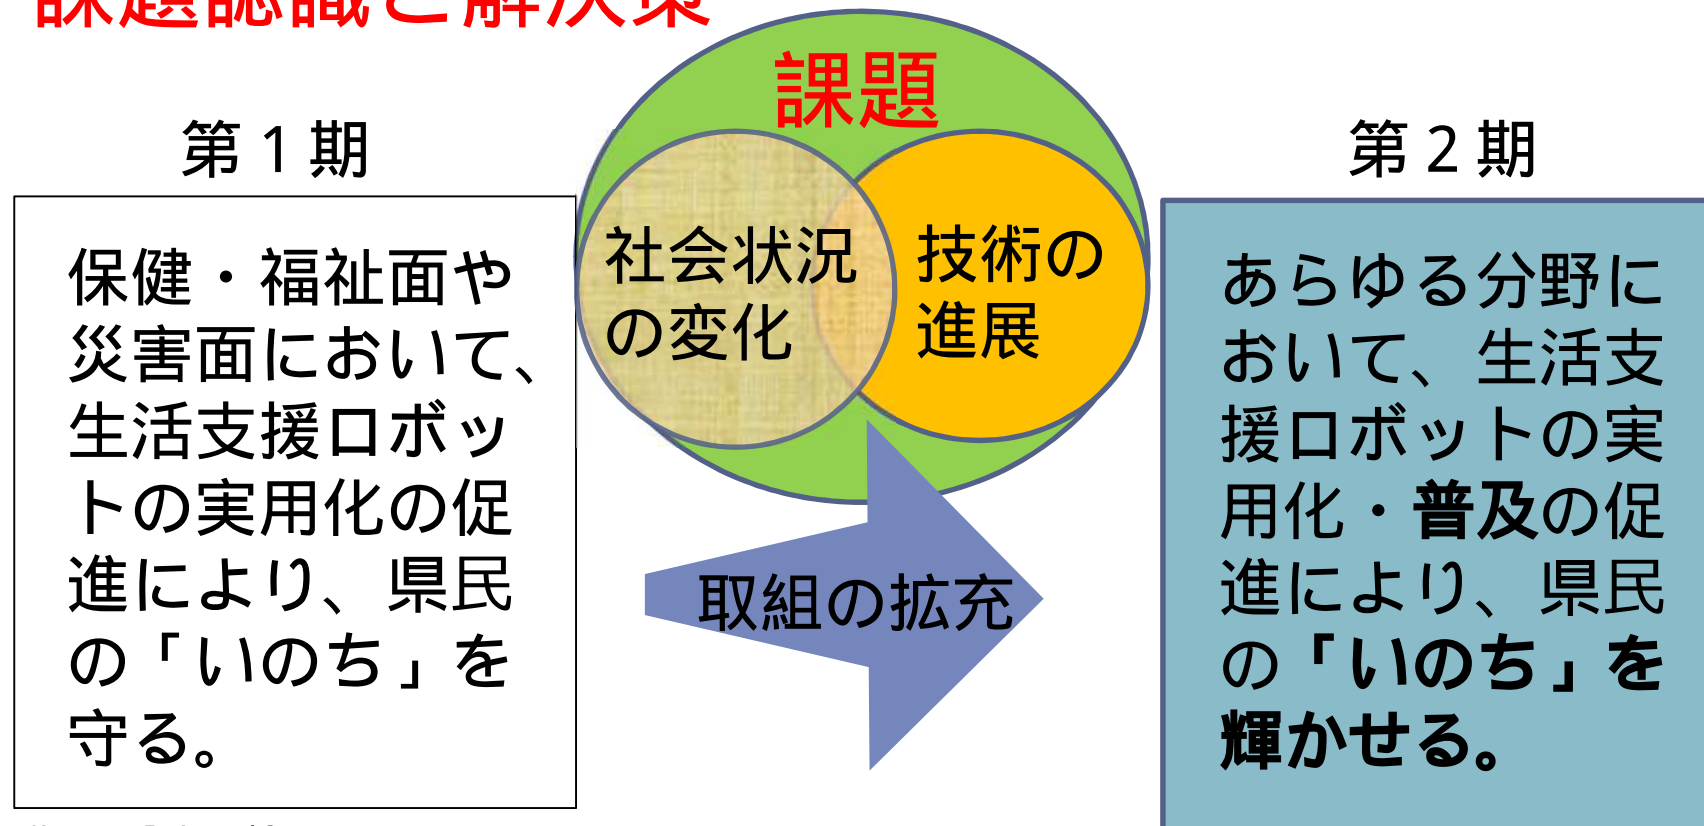 課題認識と解決策
第1期
保健・福祉面や
災害面において、
生活支援ロボッ
トの実用化の促
進により、県民
の「いのち」を
守る。
課題
社会状況
の変化
技術の
進展
取組の拡充
第2期
あらゆる分野に
おいて、生活支
援ロボットの実
用化・普及の促
進により、県民
の「いのち」を
輝かせる。